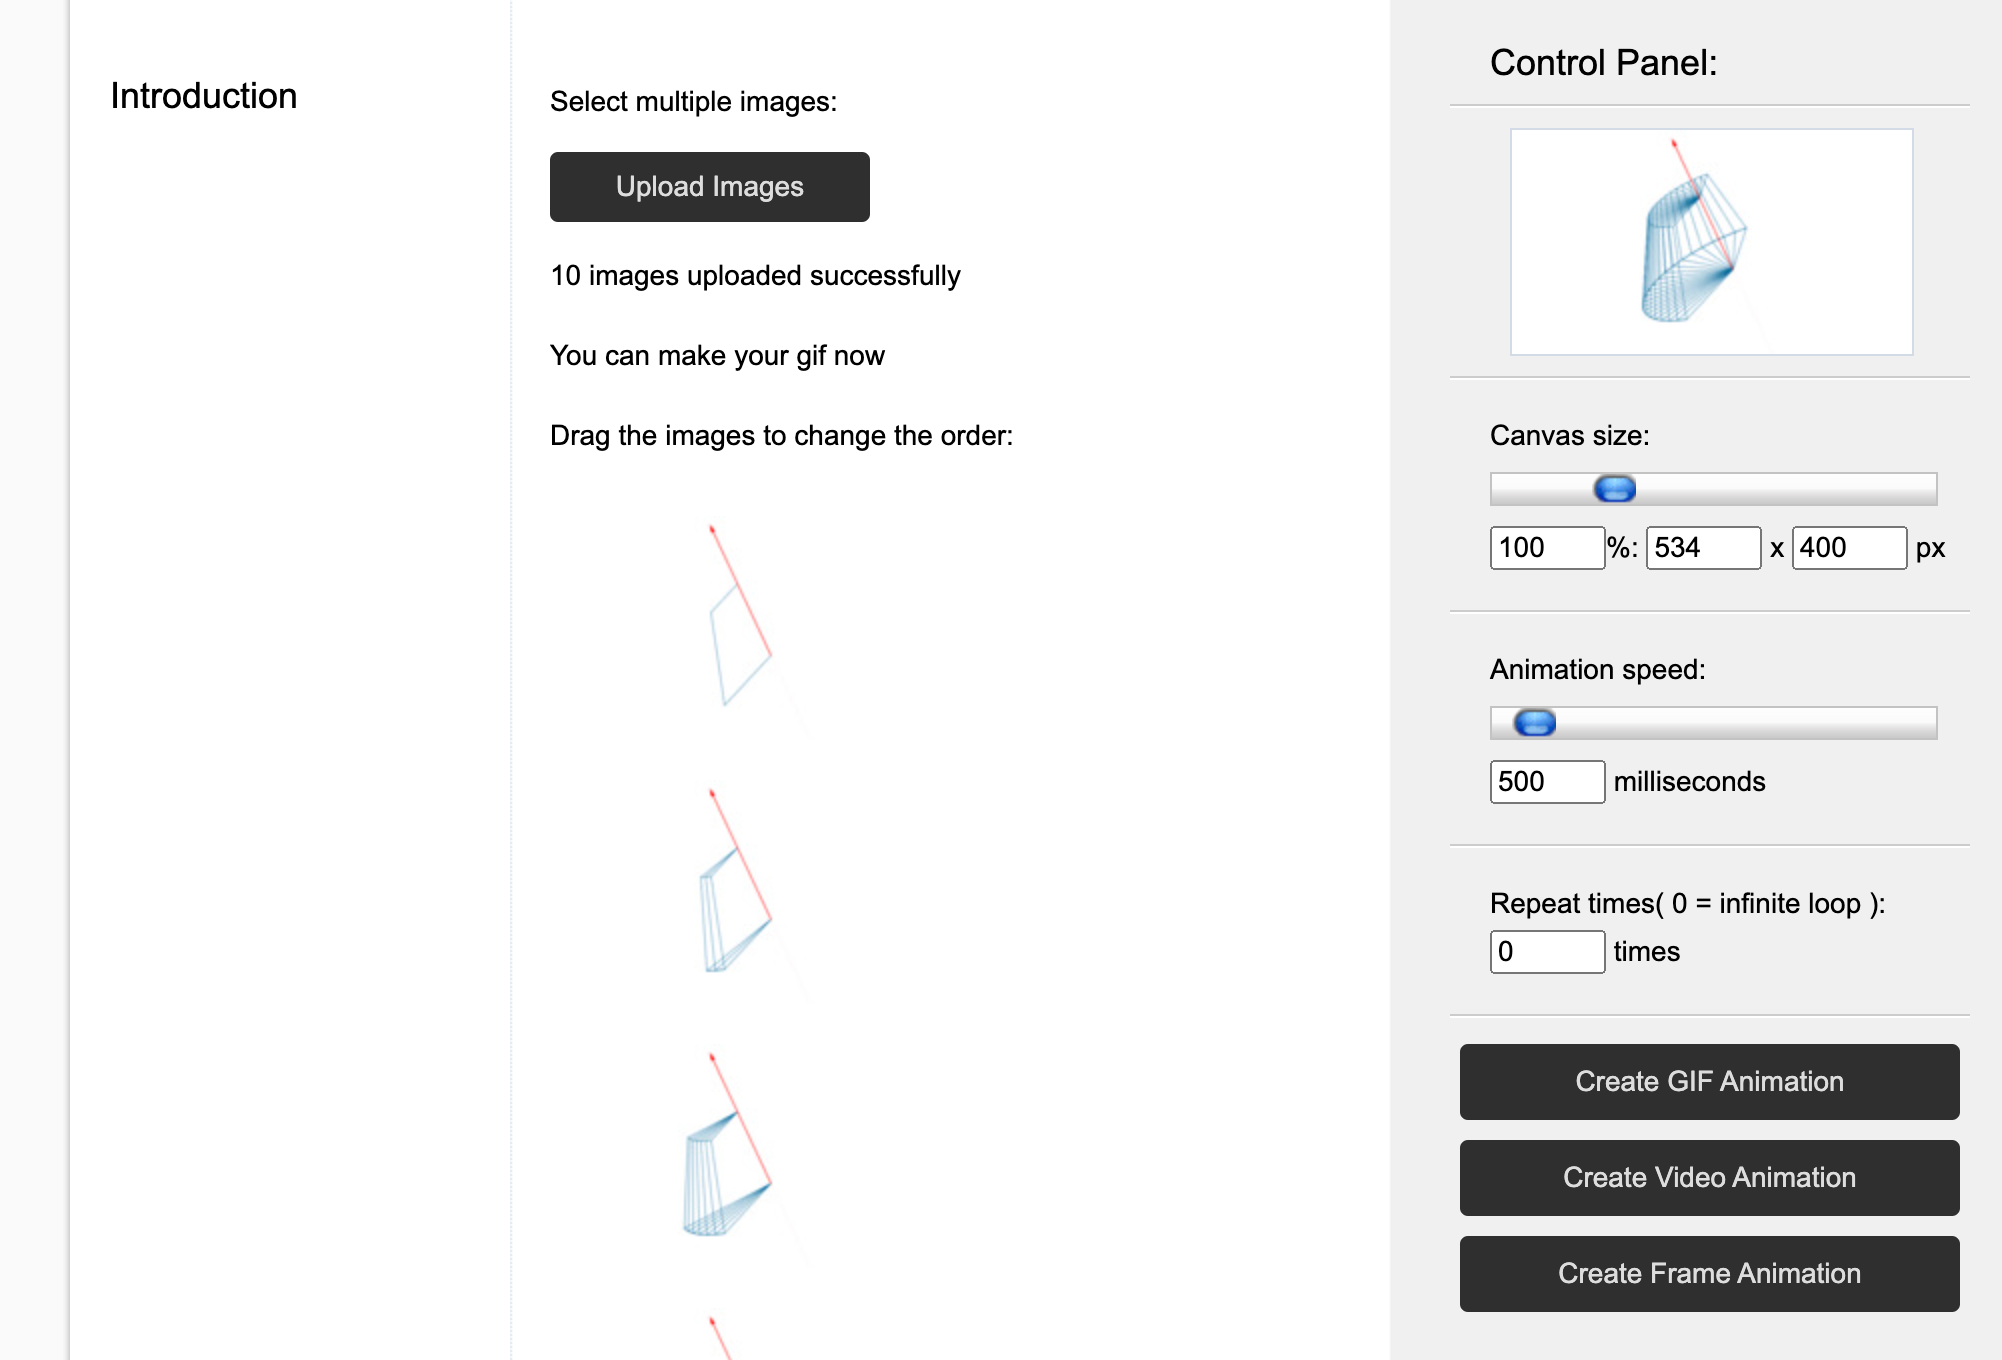 Introduction
Select multiple images:
Upload Images
10 images uploaded successfully
You can make your gif now
Drag the images to change the order:
Control Panel:
Canvas size:
100 %: 534 x 400 px
Animation speed:
500 milliseconds
Repeat times( 0 = infinite loop ):
0 times
Create GIF Animation
Create Video Animation
Create Frame Animation